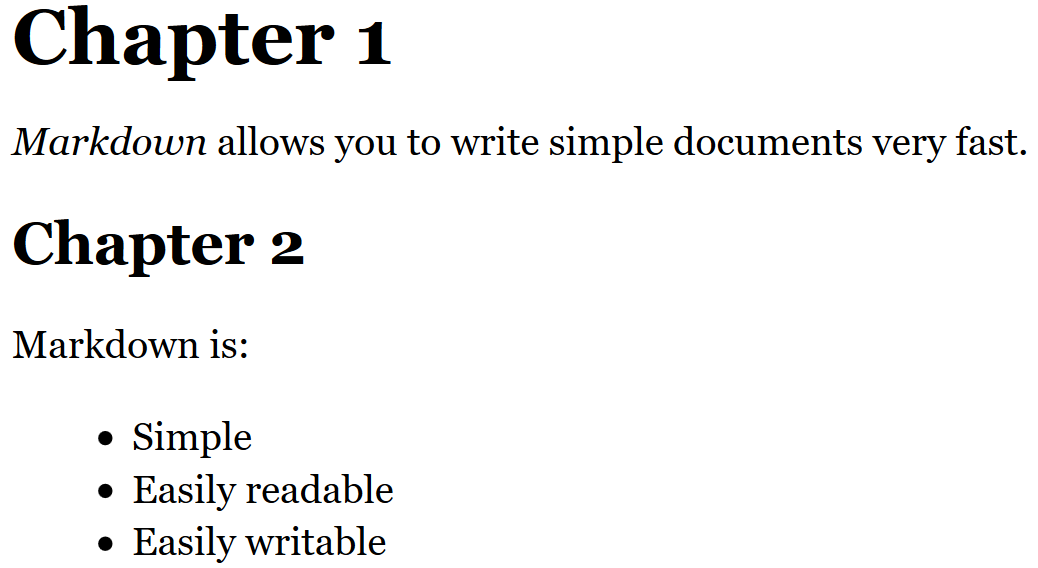 Chapter 1
Markdown allows you to write simple documents very fast.
Chapter 2
Markdown is:
• Simple
• Easily readable
• Easily writable